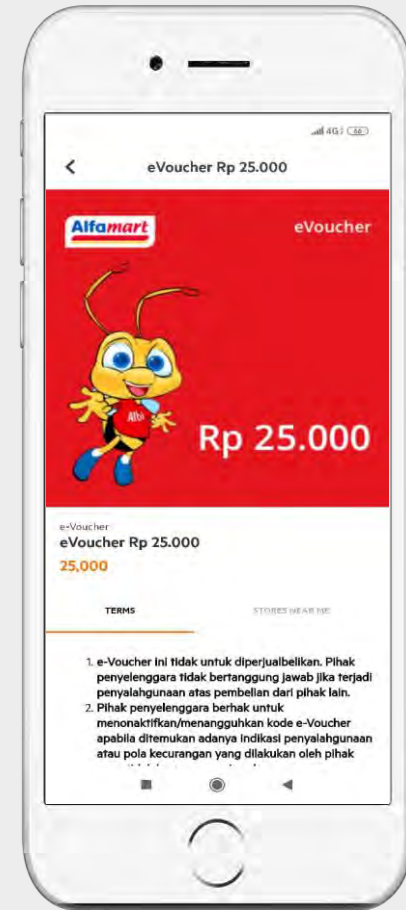 4G 66
eVoucher Rp 25.000
Alfamart
eVoucher
Albi
Rp 25.000
e-Voucher
eVoucher Rp 25.000
25,000
TERMS
STORES NEAR ME
1. e-Voucher ini tidak untuk diperjualbelikan. Pihak
penyelenggara tidak bertanggung jawab jika terjadi
penyalahgunaan atas pembelian dari pihak lain.
2. Pihak penyelenggara berhak untuk
menonaktifkan/menangguhkan kode e-Voucher
apabila ditemukan adanya indikasi penyalahgunaan
atau pola kecurangan yang dilakukan oleh pihak